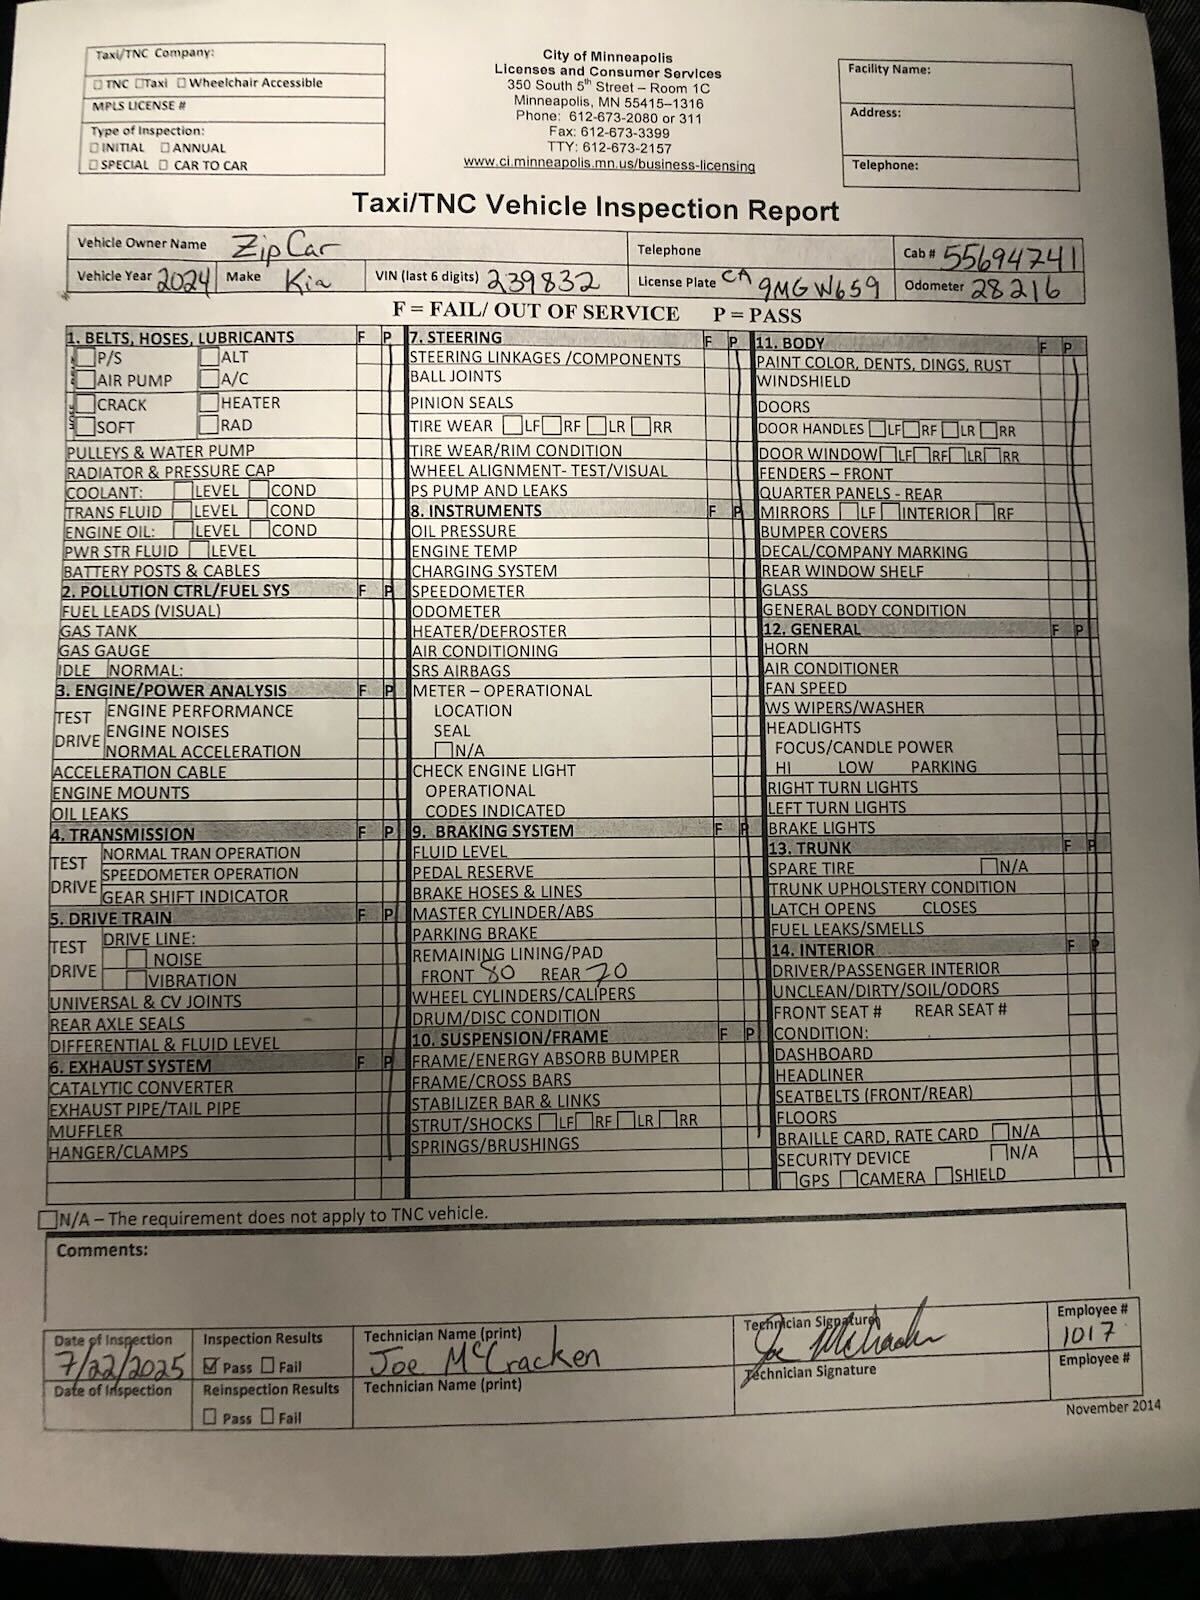 Taxi/TNC Company:
☐ TNC ☐ Taxi ☐ Wheelchair Accessible
MPLS LICENSE #
Type of Inspection:
☐ INITIAL ☐ ANNUAL
☐ SPECIAL ☐ CAR TO CAR
City of Minneapolis
Licenses and Consumer Services
350 South 5th Street – Room 1C
Minneapolis, MN 55415–1316
Phone: 612-673-2080 or 311
Fax: 612-673-3399
TTY: 612-673-2157
www.ci.minneapolis.mn.us/business-licensing
Facility Name:
Address:
Telephone:
Taxi/TNC Vehicle Inspection Report
Vehicle Owner Name ZipCar Telephone Cab # 55694741
Vehicle Year 2024 Make Kia VIN (last 6 digits) 239832 License Plate CA 9MGW659 Odometer 28216
F = FAIL/ OUT OF SERVICE P = PASS
1. BELTS, HOSES, LUBRICANTS F P
☐ P/S ☐ ALT
☐ AIR PUMP ☐ A/C
☐ CRACK ☐ HEATER
☐ SOFT ☐ RAD
PULLEYS & WATER PUMP
RADIATOR & PRESSURE CAP
COOLANT: ☐ LEVEL ☐ COND
TRANS FLUID ☐ LEVEL ☐ COND
ENGINE OIL: ☐ LEVEL ☐ COND
PWR STR FLUID ☐ LEVEL
BATTERY POSTS & CABLES
2. POLLUTION CTRL/FUEL SYS F P
FUEL LEADS (VISUAL)
GAS TANK
GAS GAUGE
IDLE NORMAL:
3. ENGINE/POWER ANALYSIS F P
TEST DRIVE
ENGINE PERFORMANCE
ENGINE NOISES
NORMAL ACCELERATION
ACCELERATION CABLE
ENGINE MOUNTS
OIL LEAKS
4. TRANSMISSION F P
TEST DRIVE
NORMAL TRAN OPERATION
SPEEDOMETER OPERATION
GEAR SHIFT INDICATOR
5. DRIVE TRAIN F P
TEST DRIVE
DRIVE LINE:
☐ NOISE
☐ VIBRATION
UNIVERSAL & CV JOINTS
REAR AXLE SEALS
DIFFERENTIAL & FLUID LEVEL
6. EXHAUST SYSTEM F P
CATALYTIC CONVERTER
EXHAUST PIPE/TAIL PIPE
MUFFLER
HANGER/CLAMPS
7. STEERING F P
STEERING LINKAGES /COMPONENTS
BALL JOINTS
PINION SEALS
TIRE WEAR ☐ LF ☐ RF ☐ LR ☐ RR
TIRE WEAR/RIM CONDITION
WHEEL ALIGNMENT- TEST/VISUAL
PS PUMP AND LEAKS
8. INSTRUMENTS F P
OIL PRESSURE
ENGINE TEMP
CHARGING SYSTEM
SPEEDOMETER
ODOMETER
HEATER/DEFROSTER
AIR CONDITIONING
SRS AIRBAGS
METER – OPERATIONAL
LOCATION
SEAL
☐ N/A
CHECK ENGINE LIGHT
OPERATIONAL
CODES INDICATED
9. BRAKING SYSTEM F P
FLUID LEVEL
PEDAL RESERVE
BRAKE HOSES & LINES
MASTER CYLINDER/ABS
PARKING BRAKE
REMAINING LINING/PAD
FRONT 80 REAR 70
WHEEL CYLINDERS/CALIPERS
DRUM/DISC CONDITION
10. SUSPENSION/FRAME F P
FRAME/ENERGY ABSORB BUMPER
FRAME/CROSS BARS
STABILIZER BAR & LINKS
STRUT/SHOCKS ☐ LF ☐ RF ☐ LR ☐ RR
SPRINGS/BRUSHINGS
11. BODY F P
PAINT COLOR, DENTS, DINGS, RUST
WINDSHIELD
DOORS
DOOR HANDLES ☐ LF ☐ RF ☐ LR ☐ RR
DOOR WINDOW ☐ LF ☐ RF ☐ LR ☐ RR
FENDERS – FRONT
QUARTER PANELS - REAR
MIRRORS ☐ LF ☐ INTERIOR ☐ RF
BUMPER COVERS
DECAL/COMPANY MARKING
REAR WINDOW SHELF
GLASS
GENERAL BODY CONDITION
12. GENERAL F P
HORN
AIR CONDITIONER
FAN SPEED
WS WIPERS/WASHER
HEADLIGHTS
FOCUS/CANDLE POWER
HI LOW PARKING
RIGHT TURN LIGHTS
LEFT TURN LIGHTS
BRAKE LIGHTS
13. TRUNK F P
SPARE TIRE ☐ N/A
TRUNK UPHOLSTERY CONDITION
LATCH OPENS CLOSES
FUEL LEAKS/SMELLS
14. INTERIOR F P
DRIVER/PASSENGER INTERIOR
UNCLEAN/DIRTY/SOIL/ODORS
FRONT SEAT # REAR SEAT #
CONDITION:
DASHBOARD
HEADLINER
SEATBELTS (FRONT/REAR)
FLOORS
BRAILLE CARD, RATE CARD ☐ N/A
SECURITY DEVICE ☐ N/A
☐ GPS ☐ CAMERA ☐ SHIELD
☐ N/A – The requirement does not apply to TNC vehicle.
Comments:
Date of Inspection 7/22/2025 Inspection Results ☑ Pass ☐ Fail Technician Name (print) Joe McCracken Technician Signature Joe McCracken Employee # 1017
Date of Inspection Reinspection Results ☐ Pass ☐ Fail Technician Name (print) Technician Signature Employee #
November 2014